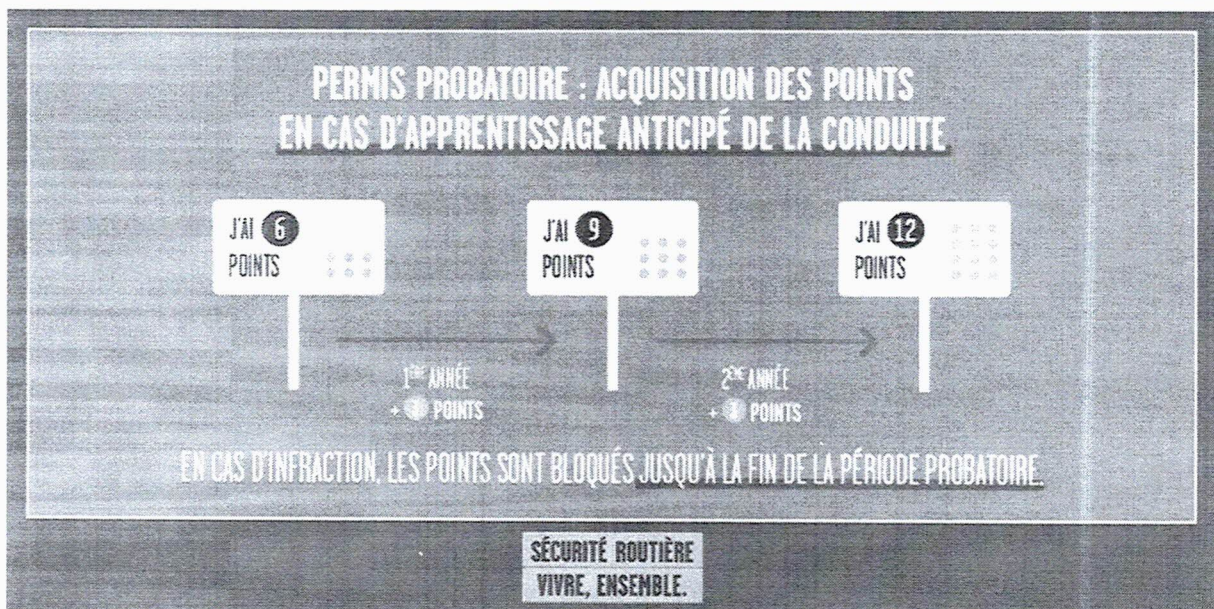 PERMIS PROBATOIRE : ACQUISITION DES POINTS
EN CAS D'APPRENTISSAGE ANTICIPÉ DE LA CONDUITE
J'AI 6
POINTS
J'AI 9
POINTS
J'AI 12
POINTS
1ÈRE ANNÉE
+ 3 POINTS
2ÈME ANNÉE
+ 3 POINTS
EN CAS D'INFRACTION, LES POINTS SONT BLOQUÉS JUSQU'À LA FIN DE LA PÉRIODE PROBATOIRE.
SÉCURITÉ ROUTIÈRE
VIVRE, ENSEMBLE.